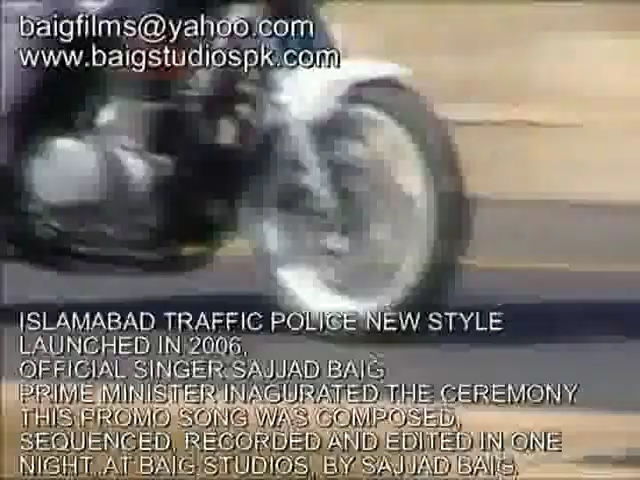 baigfilms@yahoo.com
www.baigstudiospk.com
ISLAMABAD TRAFFIC POLICE NEW STYLE
LAUNCHED IN 2006.
OFFICIAL SINGER SAJJAD BAIG
PRIME MINISTER INAGURATED THE CEREMONY
THIS PROMO SONG WAS COMPOSED,
SEQUENCED, RECORDED AND EDITED IN ONE
NIGHT..AT BAIG STUDIOS, BY SAJJAD BAIG.